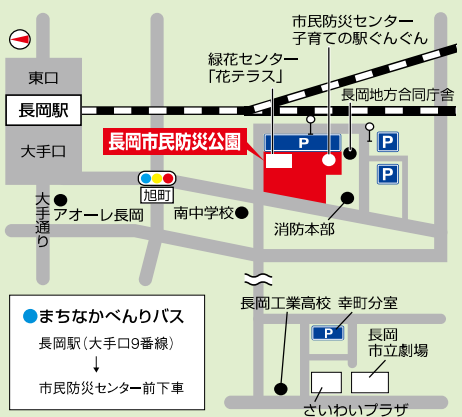 市民防災センター
子育ての駅ぐんぐん
緑花センター
「花テラス」
東口
長岡駅
長岡地方合同庁舎
大手口
長岡市民防災公園
P
P
P
旭町
大手通り
アオーレ長岡
南中学校
消防本部
長岡工業高校
幸町分室
P
長岡
市立劇場
さいわいプラザ
まちなかべんりバス
長岡駅(大手口9番線)
↓
市民防災センター前下車